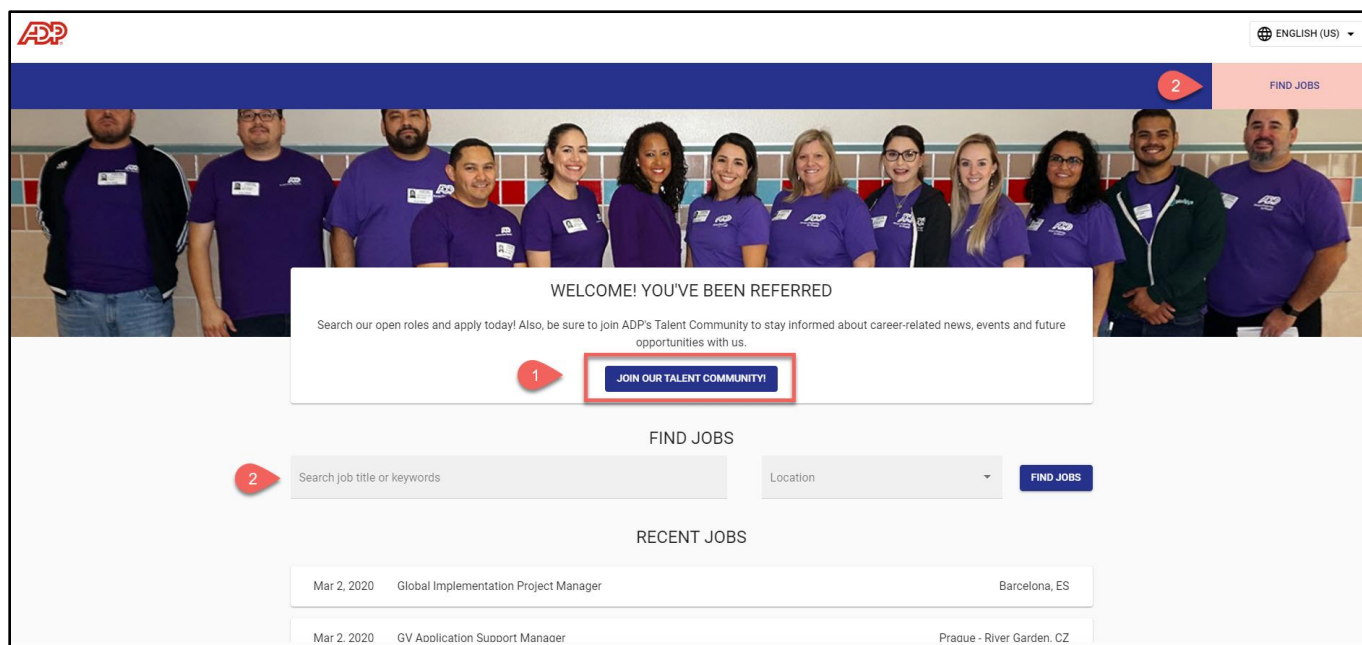 ADP
ENGLISH (US)
2
FIND JOBS
WELCOME! YOU'VE BEEN REFERRED
Search our open roles and apply today! Also, be sure to join ADP's Talent Community to stay informed about career-related news, events and future
opportunities with us.
1
JOIN OUR TALENT COMMUNITY!
FIND JOBS
2
Search job title or keywords
Location
FIND JOBS
RECENT JOBS
Mar 2, 2020 Global Implementation Project Manager Barcelona, ES
Mar 2, 2020 GV Application Support Manager Prague - River Garden, CZ